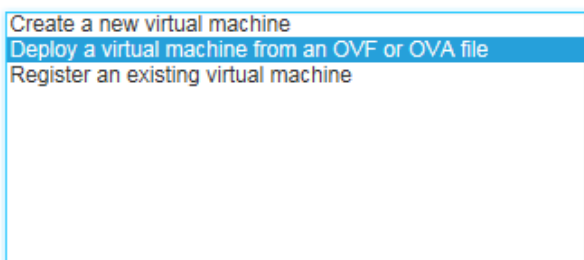 Create a new virtual machine
Deploy a virtual machine from an OVF or OVA file
Register an existing virtual machine